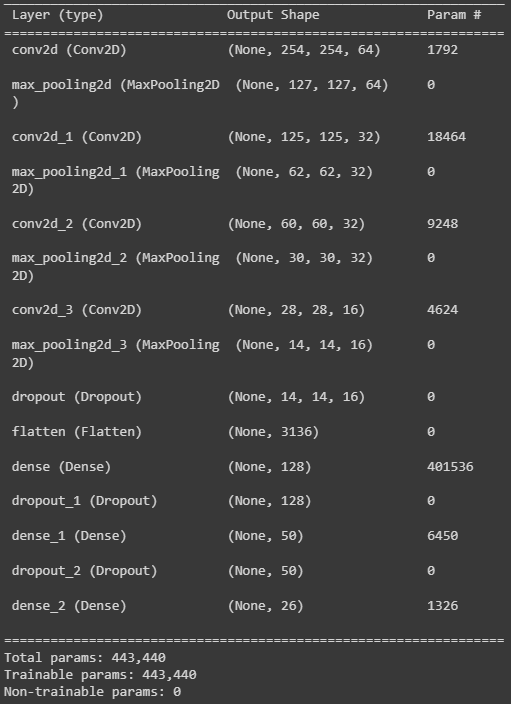 Layer (type) Output Shape Param #
=================================================================
conv2d (Conv2D) (None, 254, 254, 64) 1792
max_pooling2d (MaxPooling2D (None, 127, 127, 64) 0
)
conv2d_1 (Conv2D) (None, 125, 125, 32) 18464
max_pooling2d_1 (MaxPooling (None, 62, 62, 32) 0
2D)
conv2d_2 (Conv2D) (None, 60, 60, 32) 9248
max_pooling2d_2 (MaxPooling (None, 30, 30, 32) 0
2D)
conv2d_3 (Conv2D) (None, 28, 28, 16) 4624
max_pooling2d_3 (MaxPooling (None, 14, 14, 16) 0
2D)
dropout (Dropout) (None, 14, 14, 16) 0
flatten (Flatten) (None, 3136) 0
dense (Dense) (None, 128) 401536
dropout_1 (Dropout) (None, 128) 0
dense_1 (Dense) (None, 50) 6450
dropout_2 (Dropout) (None, 50) 0
dense_2 (Dense) (None, 26) 1326
=================================================================
Total params: 443,440
Trainable params: 443,440
Non-trainable params: 0